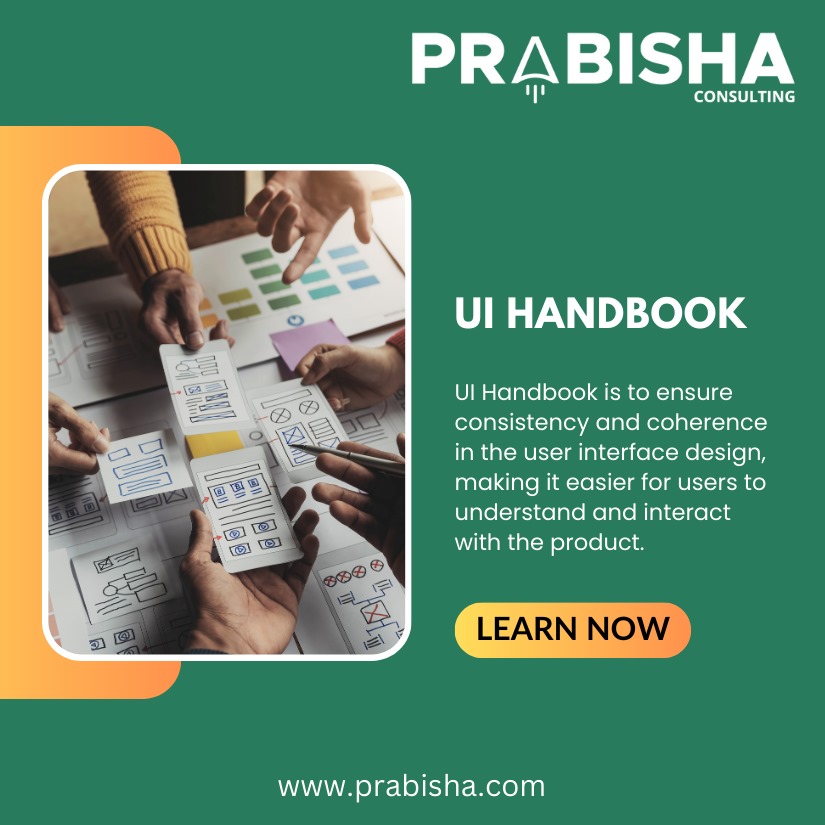 PRABISHA
CONSULTING
UI HANDBOOK
UI Handbook is to ensure
consistency and coherence
in the user interface design,
making it easier for users to
understand and interact
with the product.
LEARN NOW
www.prabisha.com